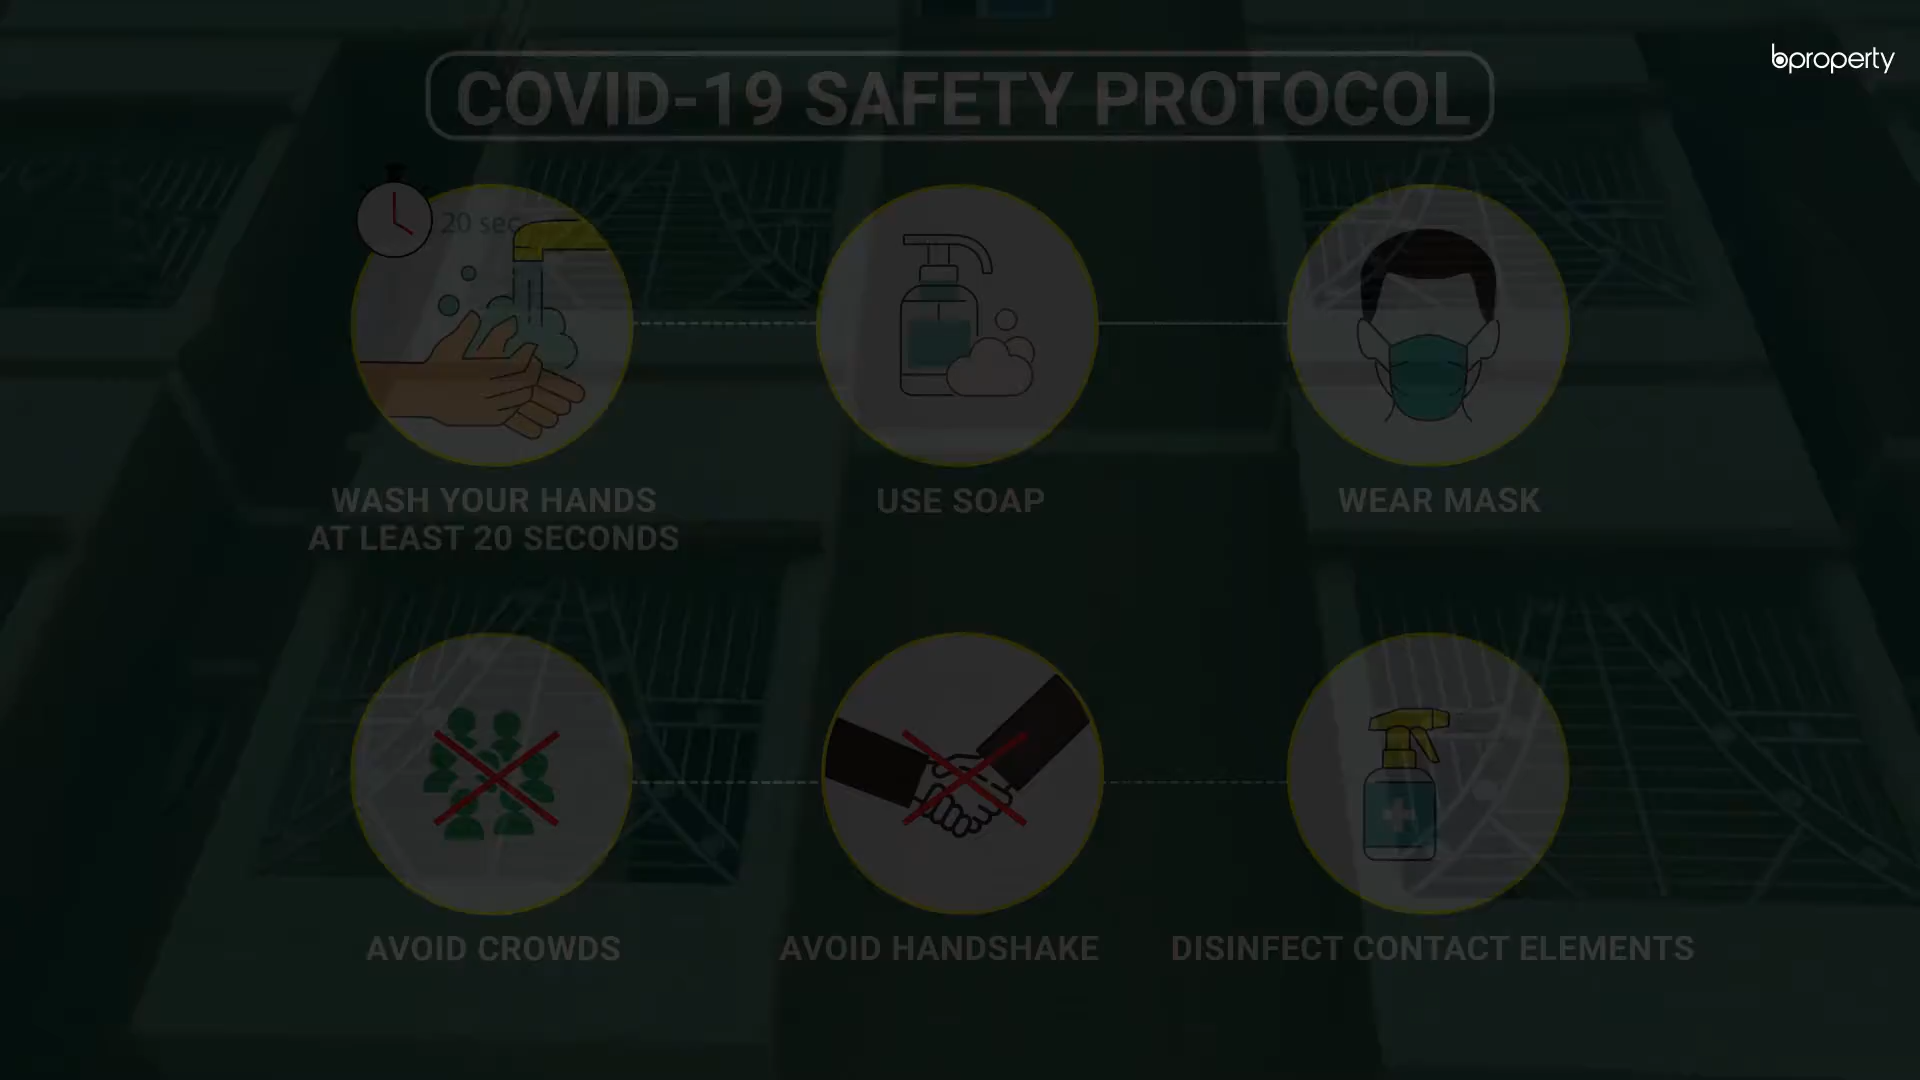 COVID-19 SAFETY PROTOCOL
bproperty
20 sec
WASH YOUR HANDS
AT LEAST 20 SECONDS
USE SOAP
WEAR MASK
AVOID CROWDS
AVOID HANDSHAKE
DISINFECT CONTACT ELEMENTS